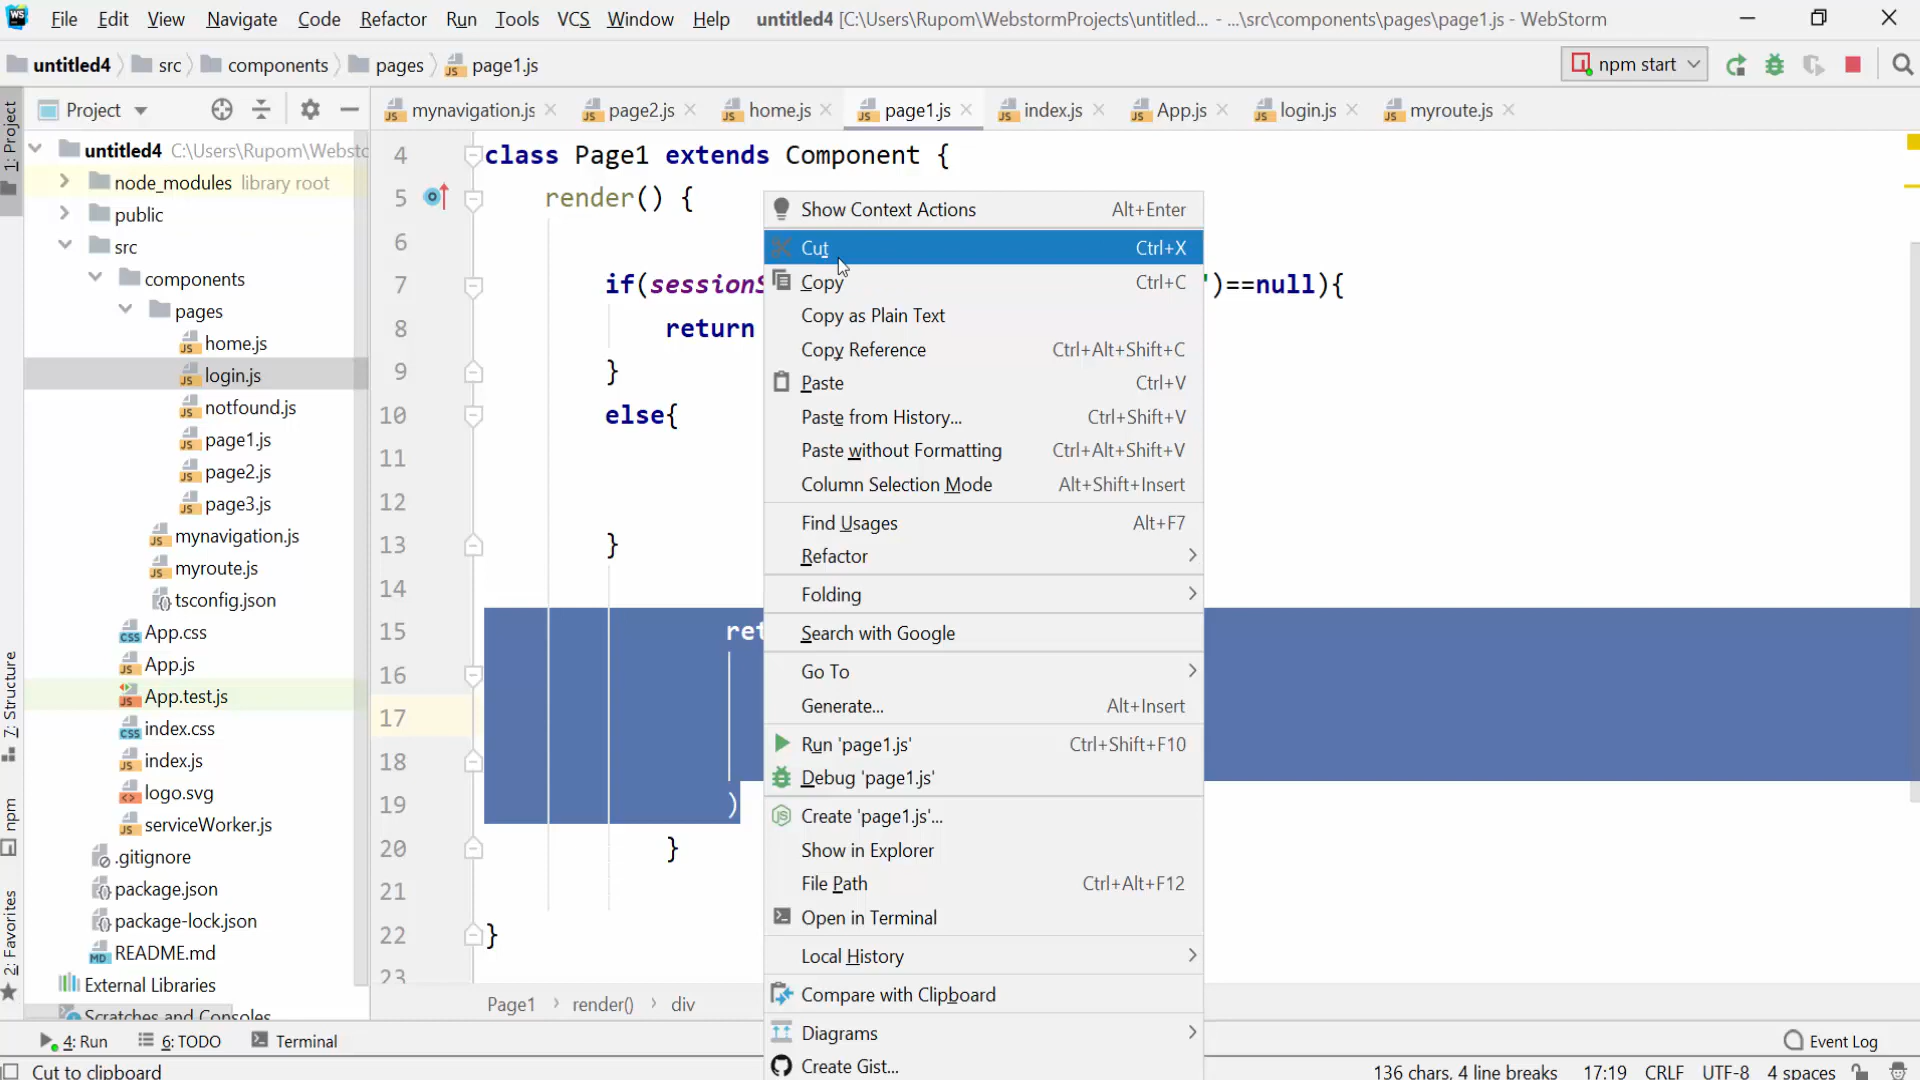 WS File Edit View Navigate Code Refactor Run Tools VCS Window Help untitled4 [C:\Users\Rupom\WebstormProjects\untitled... - ...\src\components\pages\page1.js - WebStorm
untitled4 src components pages page1.js npm start
Project
mynavigation.js page2.js home.js page1.js index.js App.js login.js myroute.js
1: Project
7: Structure
npm
2: Favorites
untitled4 C:\Users\Rupom\Webstc
node_modules library root
public
src
components
pages
home.js
login.js
notfound.js
page1.js
page2.js
page3.js
mynavigation.js
myroute.js
tsconfig.json
App.css
App.js
App.test.js
index.css
index.js
logo.svg
serviceWorker.js
.gitignore
package.json
package-lock.json
README.md
External Libraries
Scratches and Consoles
4 class Page1 extends Component {
5 render() {
6
7 if(sessionS ')==null){
8 return
9 }
10 else{
11
12
13 }
14
15 ret
16
17
18
19 )
20 }
21
22 }
23
Show Context Actions Alt+Enter
Cut Ctrl+X
Copy Ctrl+C
Copy as Plain Text
Copy Reference Ctrl+Alt+Shift+C
Paste Ctrl+V
Paste from History... Ctrl+Shift+V
Paste without Formatting Ctrl+Alt+Shift+V
Column Selection Mode Alt+Shift+Insert
Find Usages Alt+F7
Refactor
Folding
Search with Google
Go To
Generate... Alt+Insert
Run 'page1.js' Ctrl+Shift+F10
Debug 'page1.js'
Create 'page1.js'...
Show in Explorer
File Path Ctrl+Alt+F12
Open in Terminal
Local History
Compare with Clipboard
Diagrams
Create Gist...
Page1 render() div
4: Run 6: TODO Terminal Event Log
Cut to clipboard 136 chars, 4 line breaks 17:19 CRLF UTF-8 4 spaces